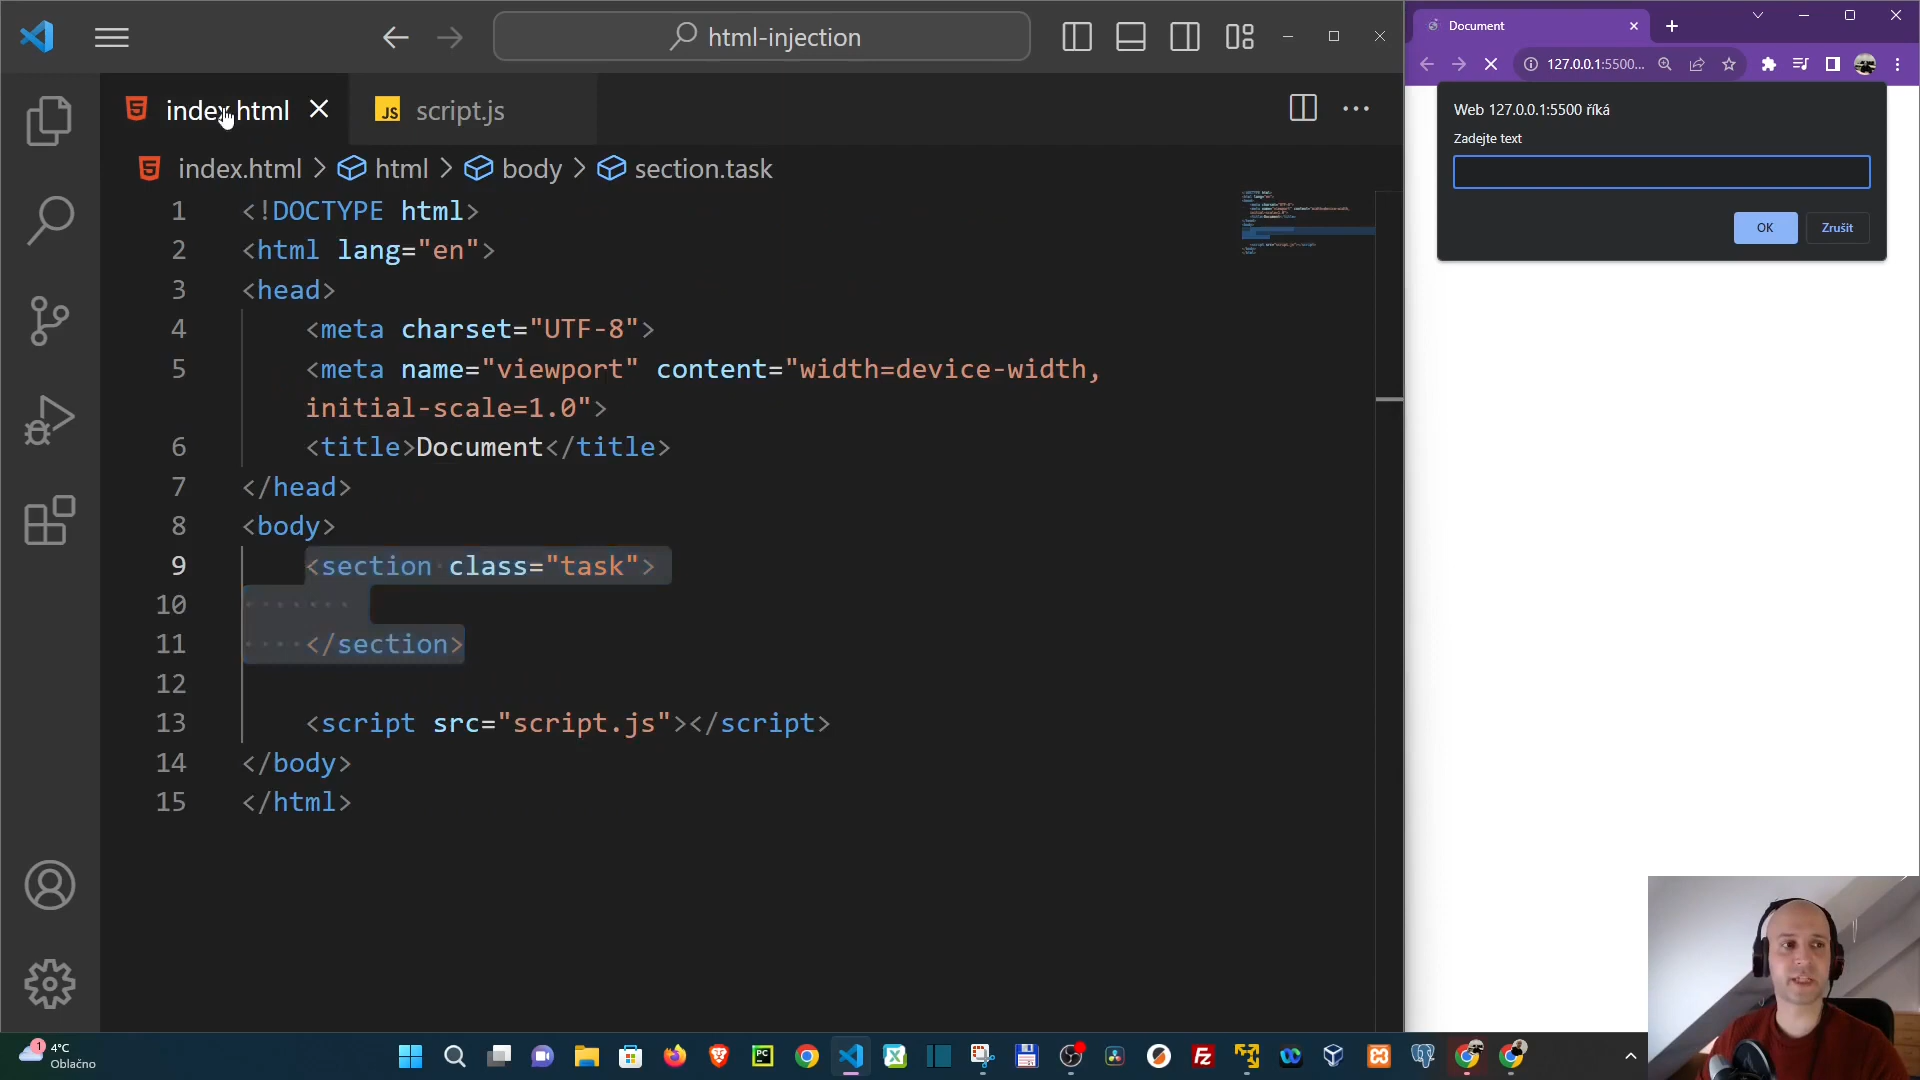 html-injection
index.html
JS script.js
index.html > html > body > section.task
1 <!DOCTYPE html>
2 <html lang="en">
3 <head>
4 <meta charset="UTF-8">
5 <meta name="viewport" content="width=device-width,
initial-scale=1.0">
6 <title>Document</title>
7 </head>
8 <body>
9 <section class="task">
10
11 </section>
12
13 <script src="script.js"></script>
14 </body>
15 </html>
Document
127.0.0.1:5500...
Web 127.0.0.1:5500 říká
Zadejte text
OK
Zrušit
1
4°C
Oblačno